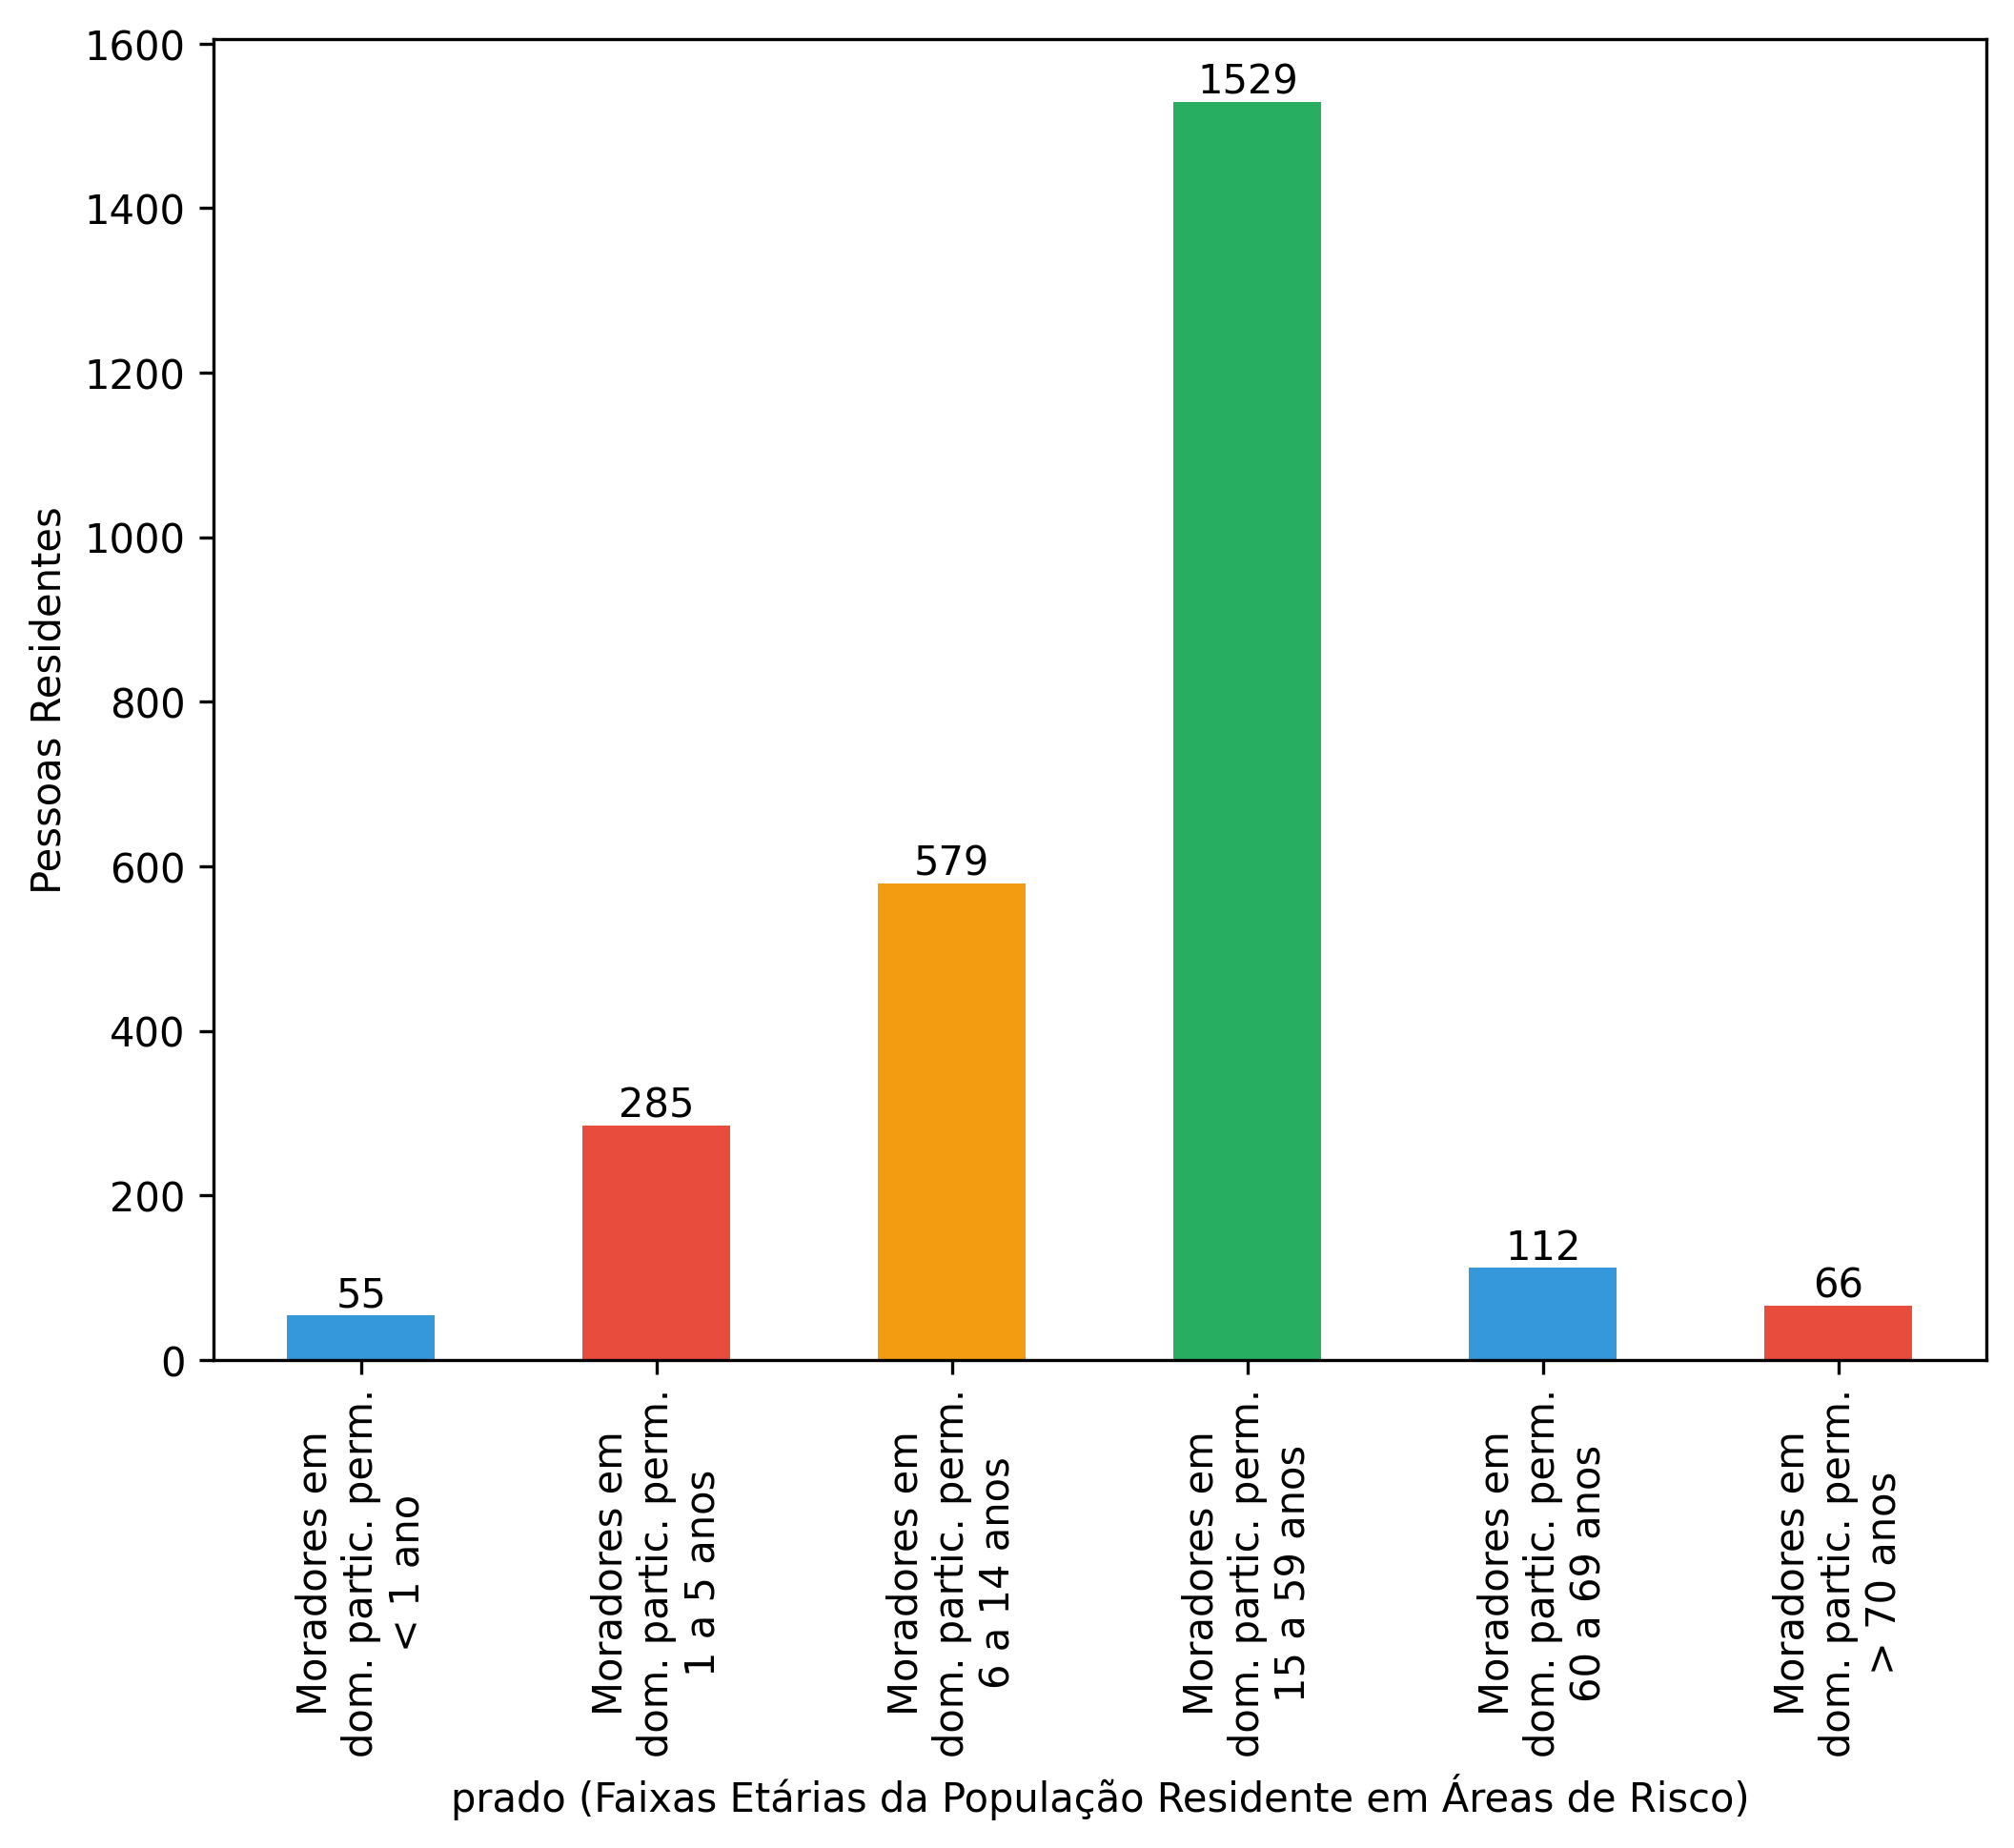 1600
1400
1200
1000
800
600
400
200
0
Pessoas Residentes
55
285
579
1529
112
66
Moradores em
dom. partic. perm.
< 1 ano
Moradores em
dom. partic. perm.
1 a 5 anos
Moradores em
dom. partic. perm.
6 a 14 anos
Moradores em
dom. partic. perm.
15 a 59 anos
Moradores em
dom. partic. perm.
60 a 69 anos
Moradores em
dom. partic. perm.
> 70 anos
prado (Faixas Etárias da População Residente em Áreas de Risco)